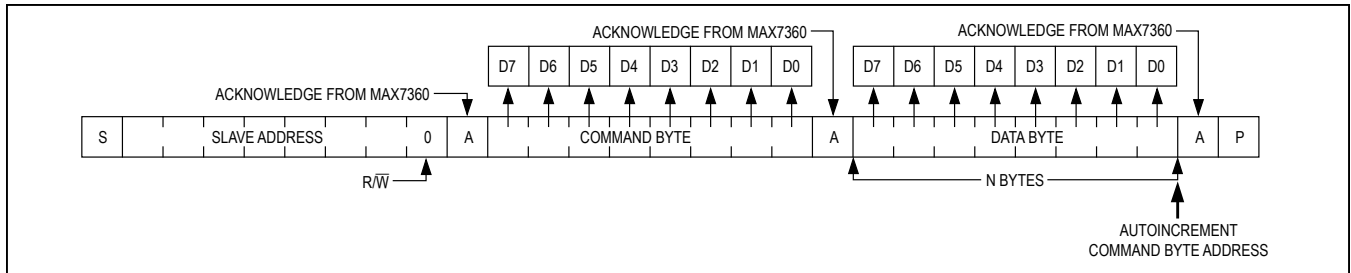 ACKNOWLEDGE FROM MAX7360 ACKNOWLEDGE FROM MAX7360
D7 D6 D5 D4 D3 D2 D1 D0 D7 D6 D5 D4 D3 D2 D1 D0
ACKNOWLEDGE FROM MAX7360
S SLAVE ADDRESS 0 A COMMAND BYTE A DATA BYTE A P
R/W̅ N BYTES
AUTOINCREMENT
COMMAND BYTE ADDRESS